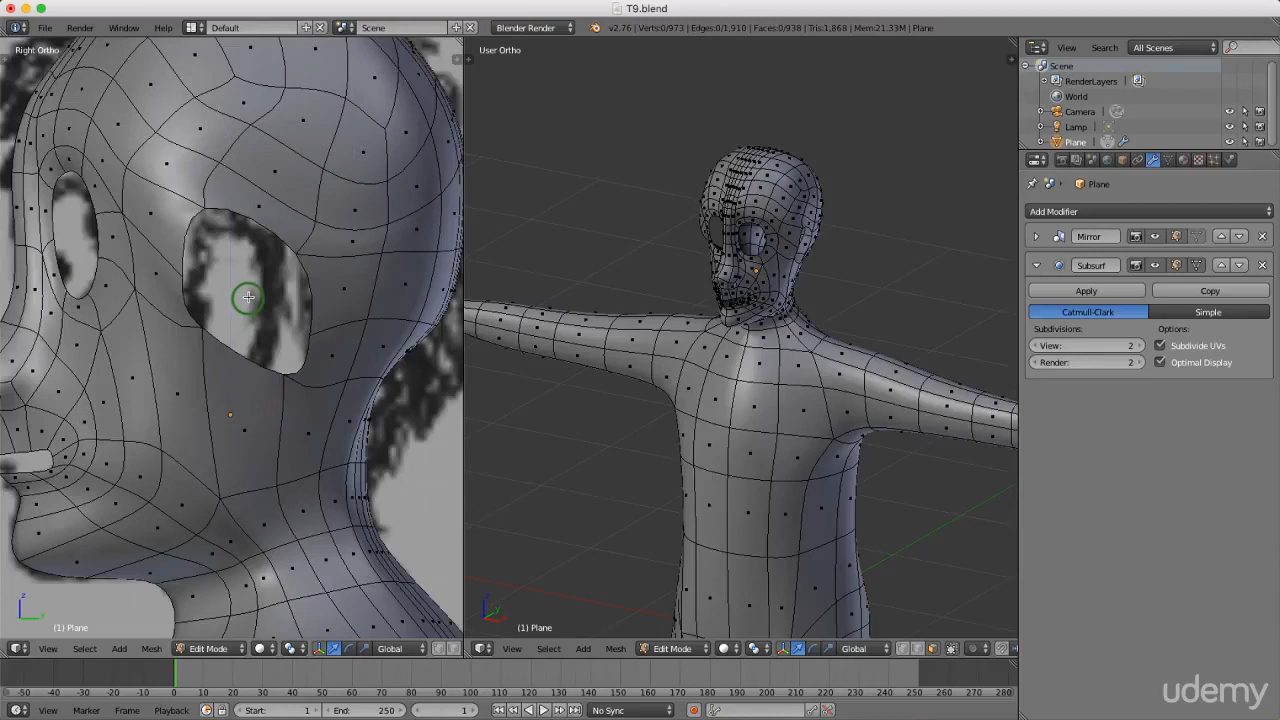 T9.blend
File Render Window Help Default Scene Blender Render v2.76 | Verts:0/973 | Edges:0/1,910 | Faces:0/938 | Tris:1,868 | Mem:21.33M | Plane
Right Ortho
User Ortho
View Search All Scenes
Scene
RenderLayers
World
Camera
Lamp
Plane
Plane
Add Modifier
Mirror
Subsurf
Apply Copy
Catmull-Clark Simple
Subdivisions: Options:
View: 2 Subdivide UVs
Render: 2 Optimal Display
z
y
(1) Plane
z
y
x
(1) Plane
View Select Add Mesh Edit Mode Global
View Select Add Mesh Edit Mode Global
-50 -40 -30 -20 -10 0 10 20 30 40 50 60 70 80 90 100 110 120 130 140 150 160 170 180 190 200 210 220 230 240 250 260 270 280
View Marker Frame Playback Start: 1 End: 250 1 No Sync
udemy